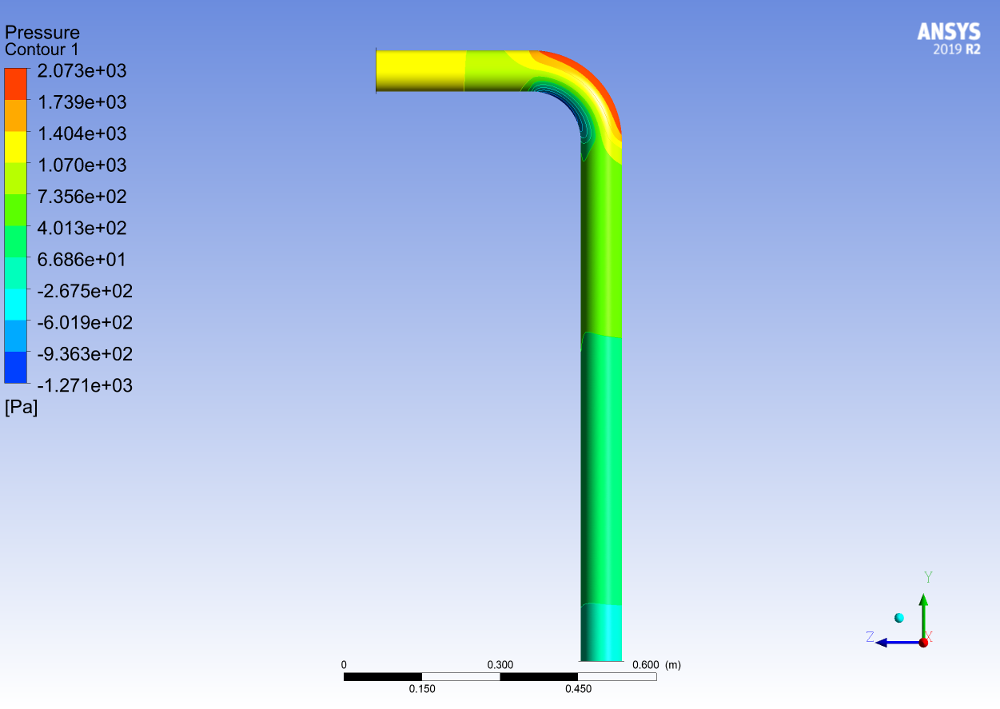 Pressure
Contour 1
2.073e+03
1.739e+03
1.404e+03
1.070e+03
7.356e+02
4.013e+02
6.686e+01
-2.675e+02
-6.019e+02
-9.363e+02
-1.271e+03
[Pa]
ANSYS
2019 R2
Y
Z X
0 0.300 0.600 (m)
0.150 0.450